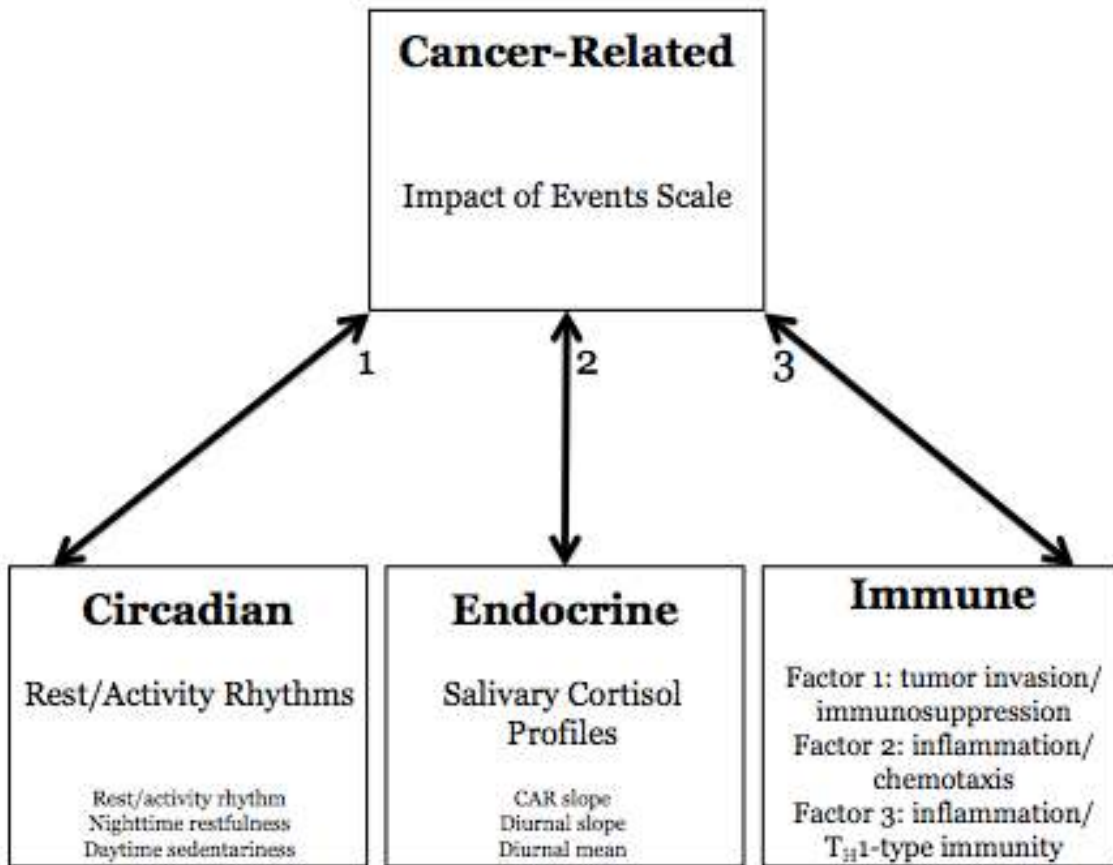 Cancer-Related
Impact of Events Scale
1
2
3
Circadian
Rest/Activity Rhythms
Rest/activity rhythm
Nighttime restfulness
Daytime sedentariness
Endocrine
Salivary Cortisol
Profiles
CAR slope
Diurnal slope
Diurnal mean
Immune
Factor 1: tumor invasion/
immunosuppression
Factor 2: inflammation/
chemotaxis
Factor 3: inflammation/
T_H1-type immunity